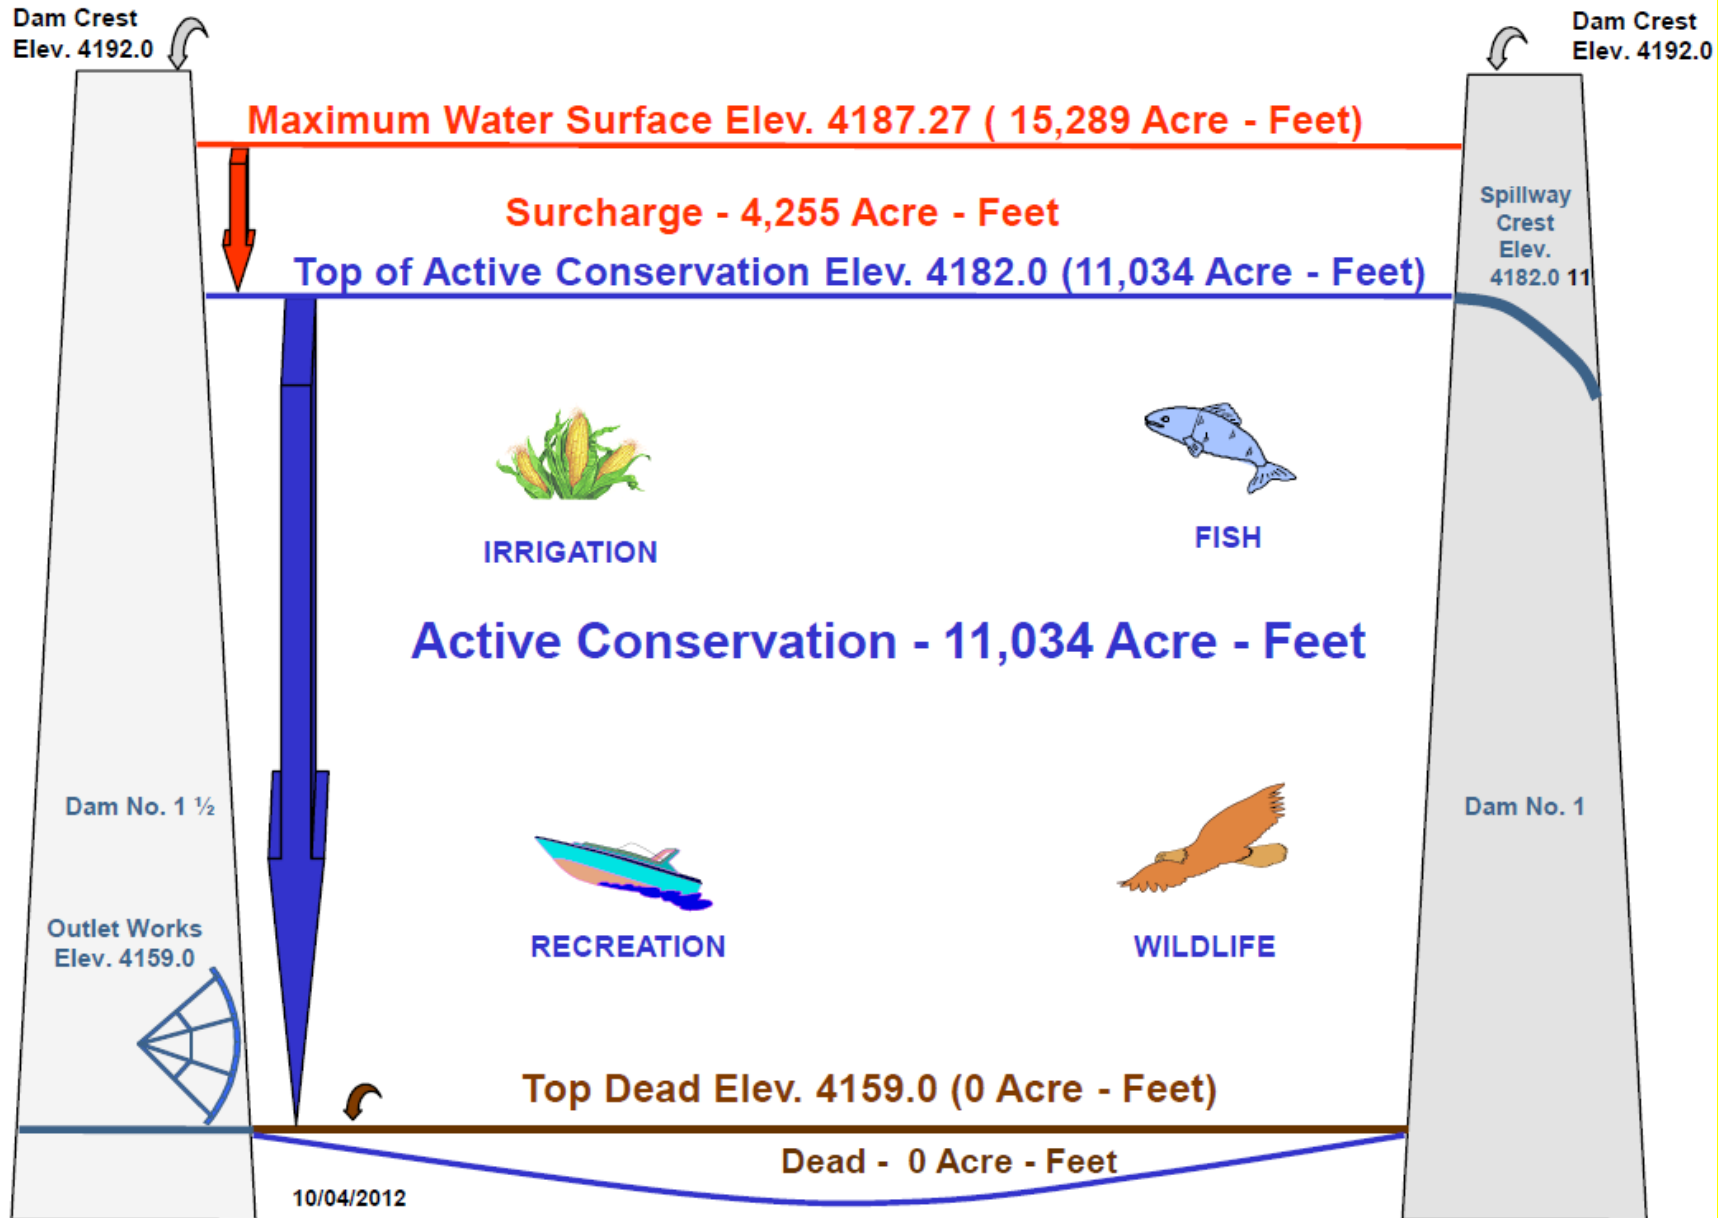 Dam Crest
Elev. 4192.0
Dam Crest
Elev. 4192.0
Maximum Water Surface Elev. 4187.27 ( 15,289 Acre - Feet)
Surcharge - 4,255 Acre - Feet
Spillway
Crest
Elev.
4182.0 11
Top of Active Conservation Elev. 4182.0 (11,034 Acre - Feet)
IRRIGATION
FISH
Active Conservation - 11,034 Acre - Feet
Dam No. 1 ½
Dam No. 1
Outlet Works
Elev. 4159.0
RECREATION
WILDLIFE
Top Dead Elev. 4159.0 (0 Acre - Feet)
Dead - 0 Acre - Feet
10/04/2012